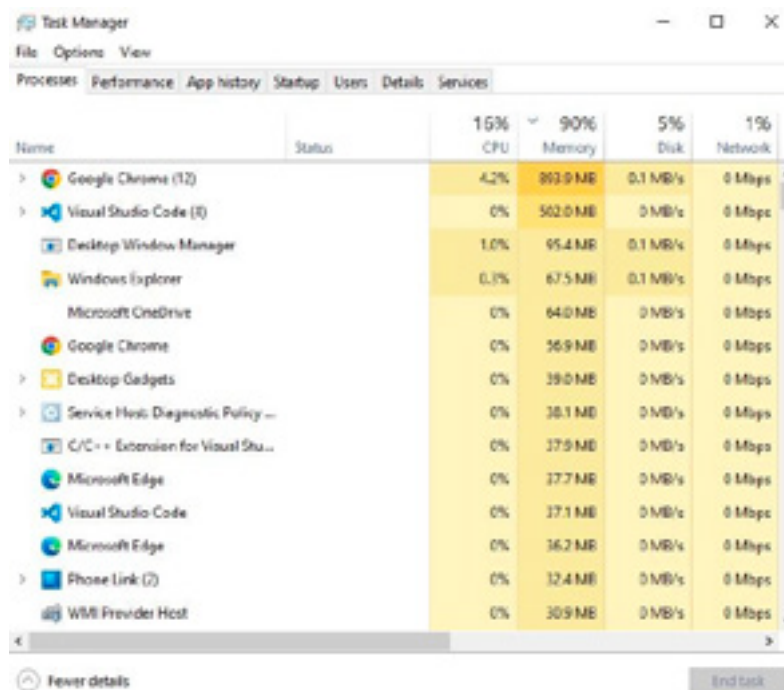 Task Manager
File Options View
Processes Performance App history Startup Users Details Services
16% 90% 5% 1%
Name Status CPU Memory Disk Network
Google Chrome (12) 4.2% 893.9 MB 0.1 MB/s 0 Mbps
Visual Studio Code (8) 0% 502.0 MB 0 MB/s 0 Mbps
Desktop Window Manager 1.0% 95.4 MB 0.1 MB/s 0 Mbps
Windows Explorer 0.3% 67.5 MB 0.1 MB/s 0 Mbps
Microsoft OneDrive 0% 64.0 MB 0 MB/s 0 Mbps
Google Chrome 0% 56.9 MB 0 MB/s 0 Mbps
Desktop Gadgets 0% 39.0 MB 0 MB/s 0 Mbps
Service Host: Diagnostic Policy ... 0% 38.1 MB 0 MB/s 0 Mbps
C/C++ Extension for Visual Stu... 0% 37.9 MB 0 MB/s 0 Mbps
Microsoft Edge 0% 37.7 MB 0 MB/s 0 Mbps
Visual Studio Code 0% 37.1 MB 0 MB/s 0 Mbps
Microsoft Edge 0% 36.2 MB 0 MB/s 0 Mbps
Phone Link (2) 0% 32.4 MB 0 MB/s 0 Mbps
WMI Provider Host 0% 30.9 MB 0 MB/s 0 Mbps
Fewer details End task